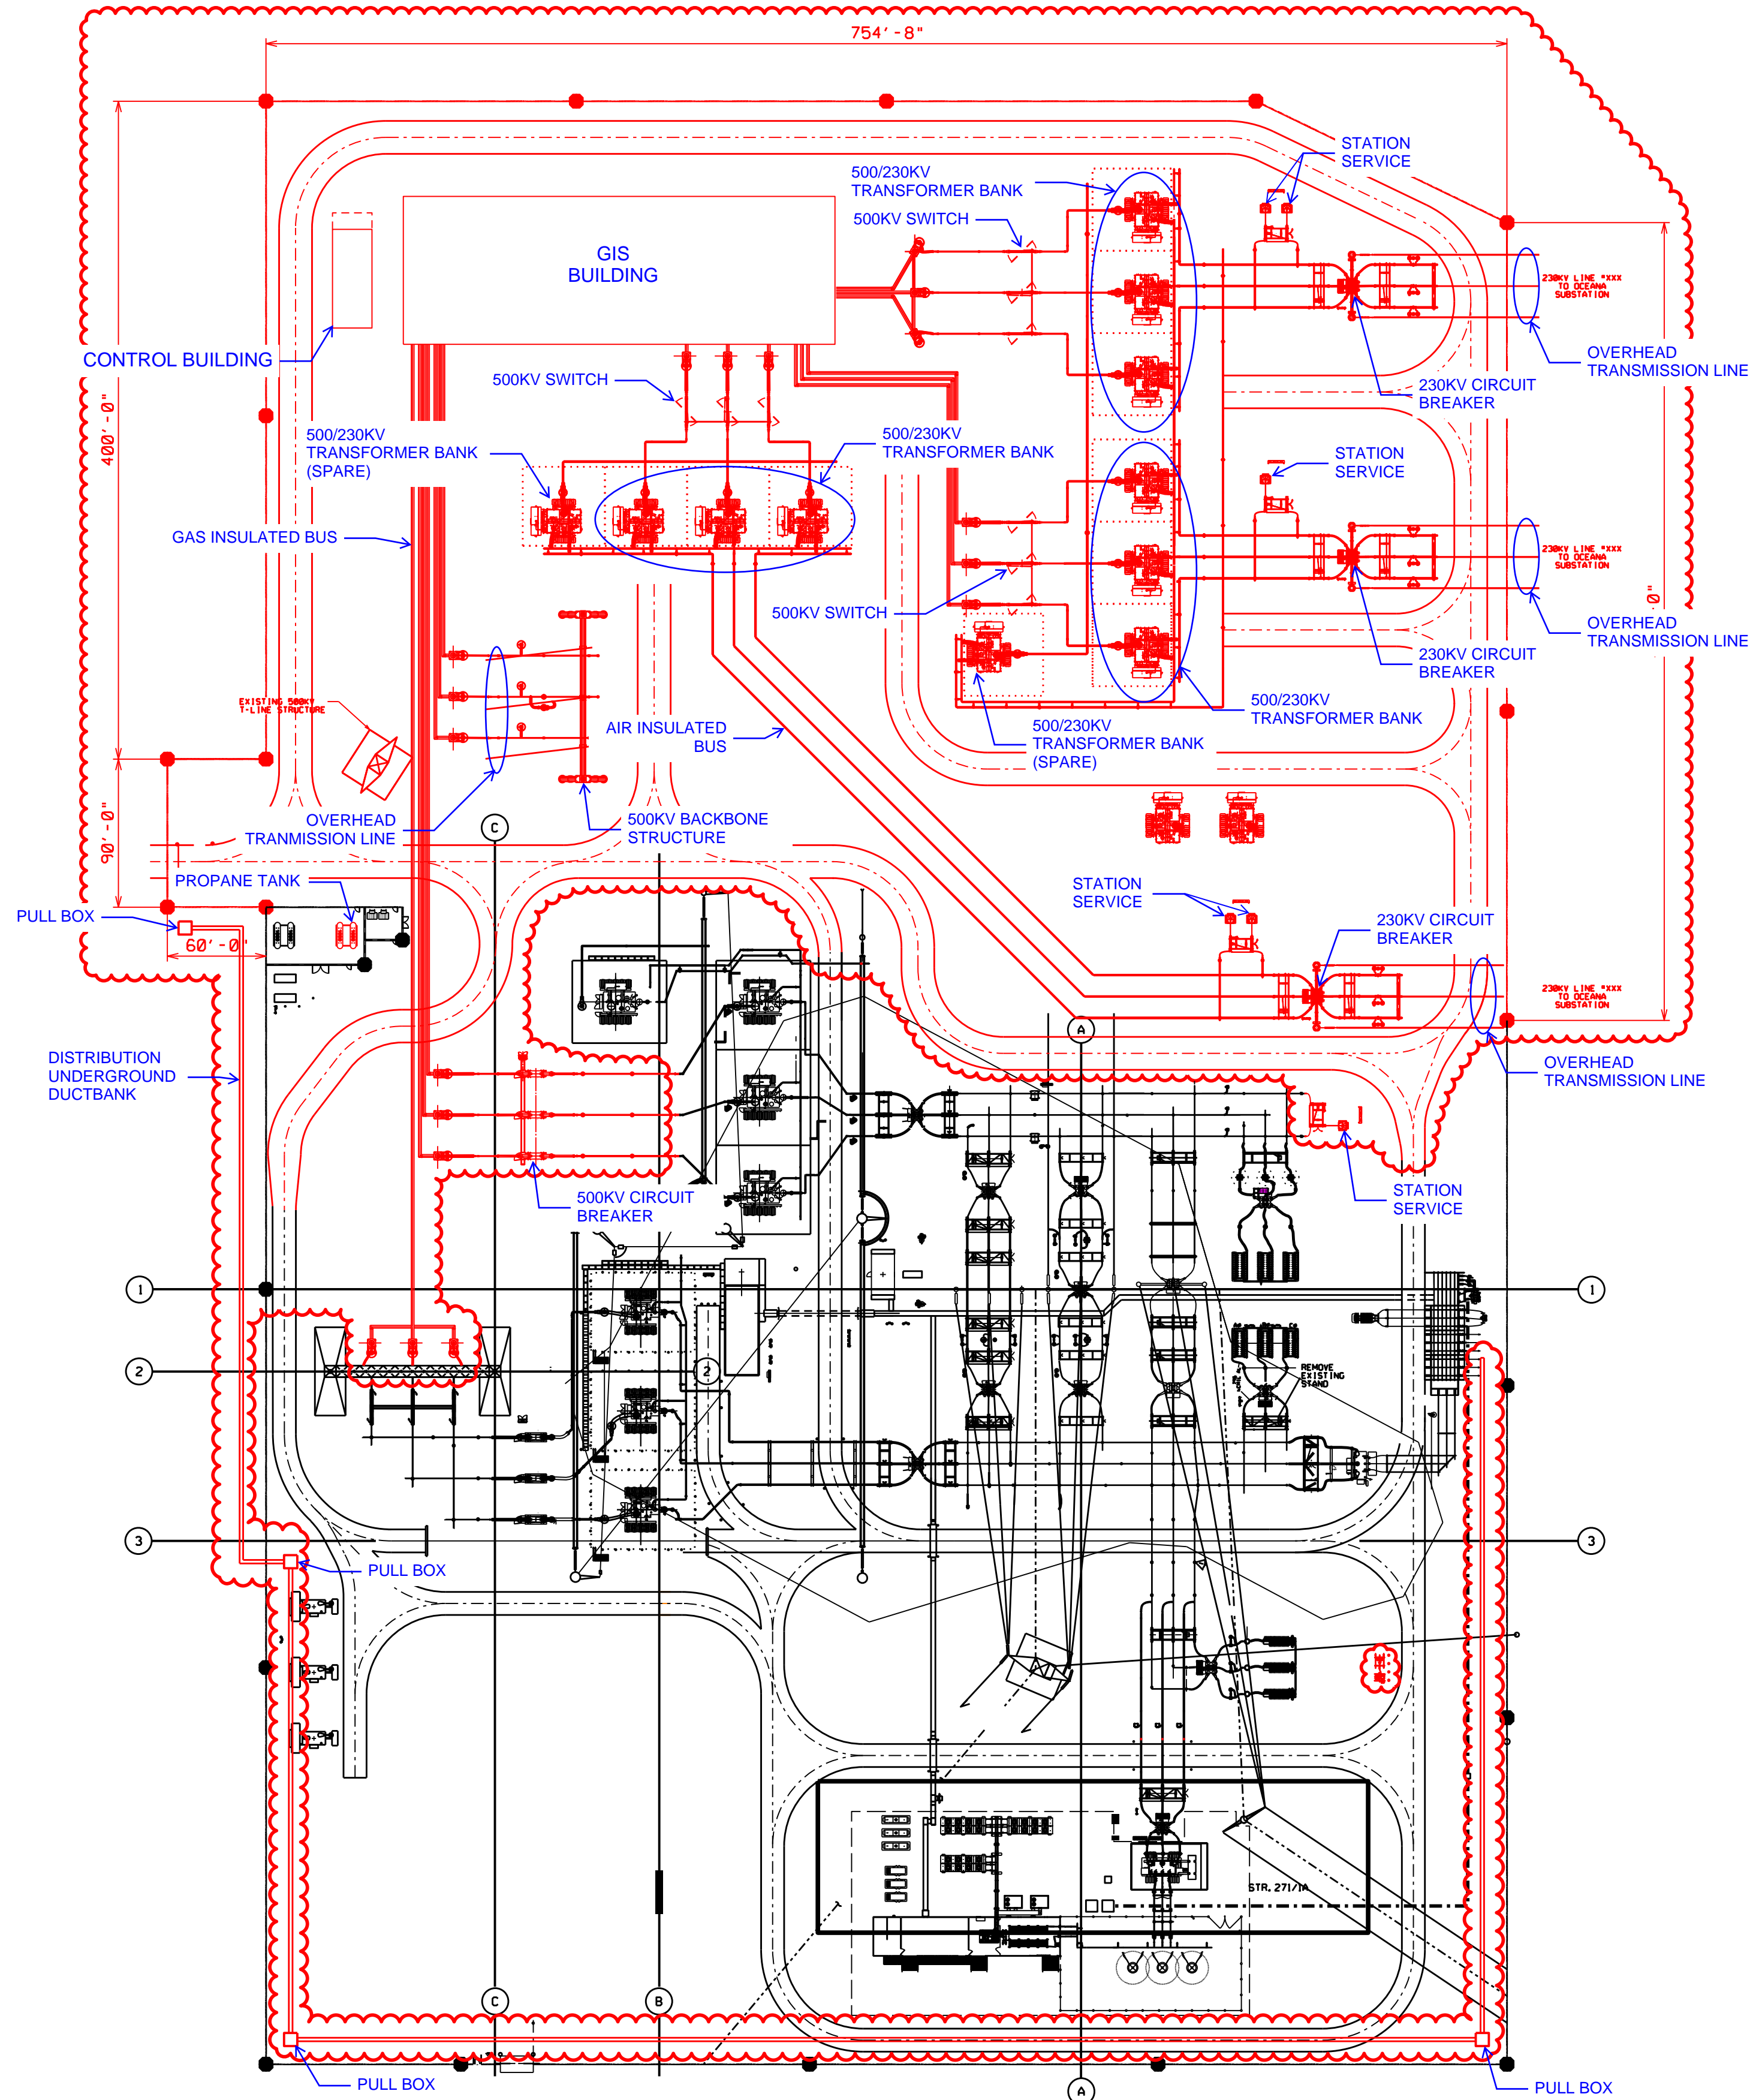 754'-8"
STATION
SERVICE
500/230KV
TRANSFORMER BANK
500KV SWITCH
GIS
BUILDING
230KV LINE #XXX
TO OCEANA
SUBSTATION
CONTROL BUILDING
OVERHEAD
TRANSMISSION LINE
500KV SWITCH
230KV CIRCUIT
BREAKER
400'-0"
500/230KV
TRANSFORMER BANK
(SPARE)
500/230KV
TRANSFORMER BANK
STATION
SERVICE
GAS INSULATED BUS
230KV LINE #XXX
TO OCEANA
SUBSTATION
500KV SWITCH
OVERHEAD
TRANSMISSION LINE
230KV CIRCUIT
BREAKER
EXISTING 500KV
T-LINE STRUCTURE
AIR INSULATED
BUS
500/230KV
TRANSFORMER BANK
(SPARE)
500/230KV
TRANSFORMER BANK
90'-0"
OVERHEAD
TRANMISSION LINE
500KV BACKBONE
STRUCTURE
C
PROPANE TANK
STATION
SERVICE
PULL BOX
60'-0"
230KV CIRCUIT
BREAKER
230KV LINE #XXX
TO OCEANA
SUBSTATION
A
DISTRIBUTION
UNDERGROUND
DUCTBANK
OVERHEAD
TRANSMISSION LINE
500KV CIRCUIT
BREAKER
STATION
SERVICE
1
1
2
2
REMOVE
EXISTING
STAND
3
3
PULL BOX
STR. 271/1A
C
B
PULL BOX
PULL BOX
A